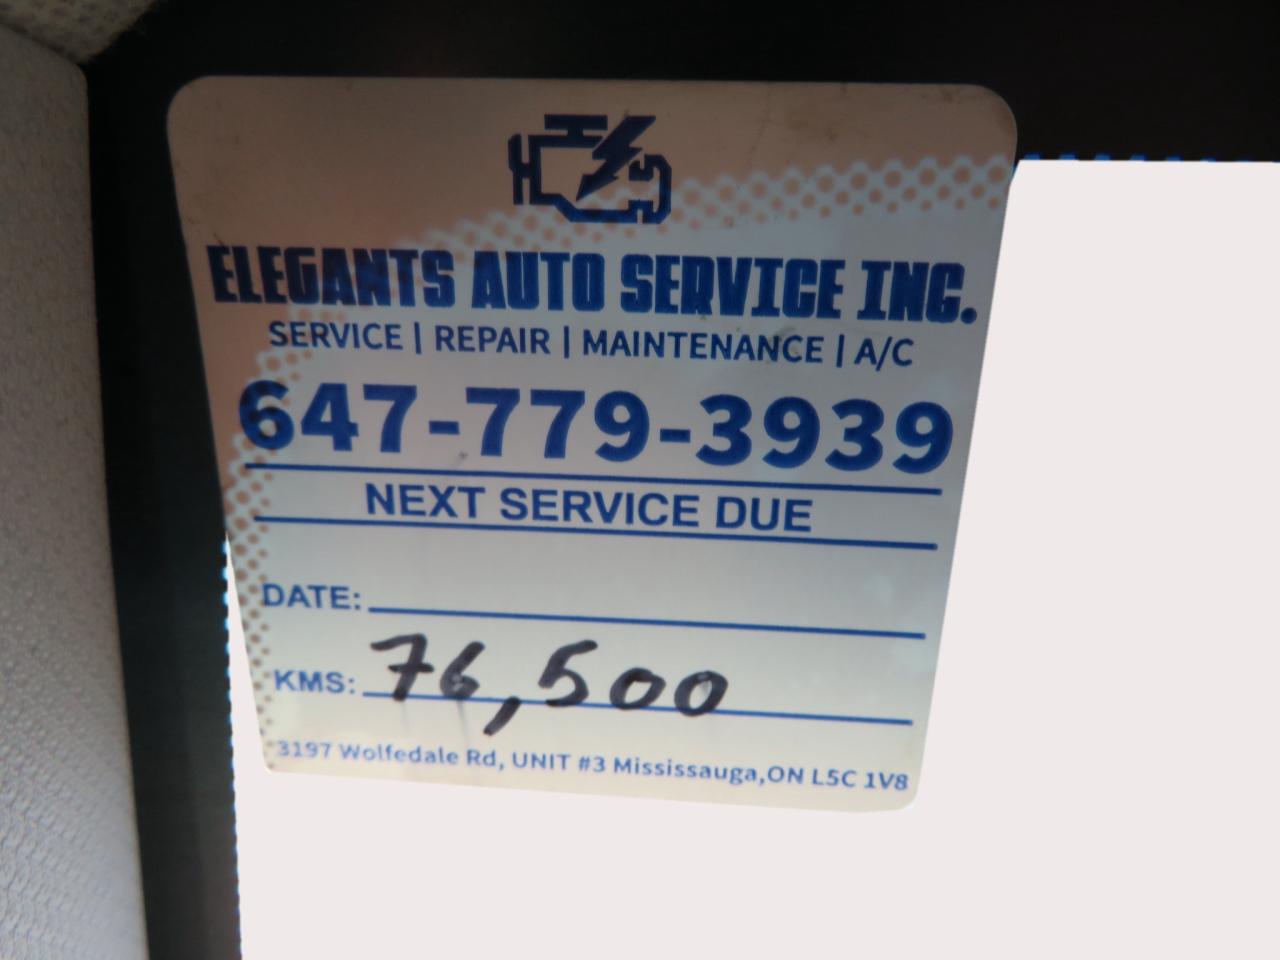 ELEGANTS AUTO SERVICE INC.
SERVICE | REPAIR | MAINTENANCE | A/C
647-779-3939
NEXT SERVICE DUE
DATE:
KMS: 76,500
3197 Wolfedale Rd, UNIT #3 Mississauga,ON L5C 1V8